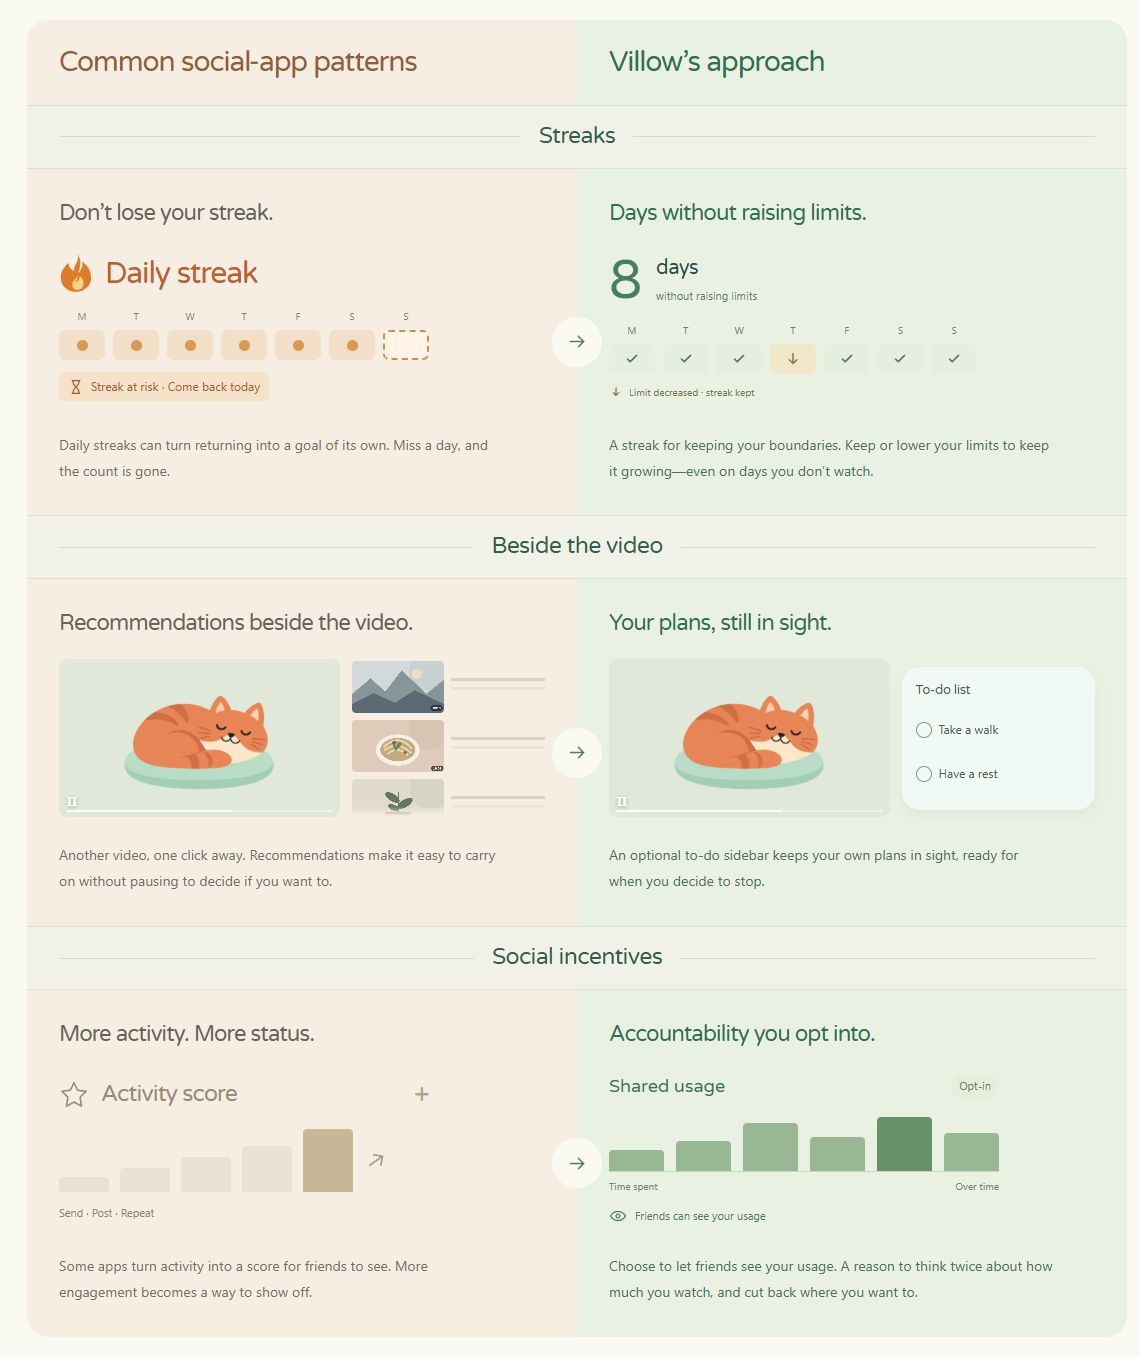 Common social-app patterns
Villow’s approach
Streaks
Don’t lose your streak.
Daily streak
M T W T F S S
Streak at risk · Come back today
Daily streaks can turn returning into a goal of its own. Miss a day, and
the count is gone.
Days without raising limits.
8 days
without raising limits
M T W T F S S
Limit decreased · streak kept
A streak for keeping your boundaries. Keep or lower your limits to keep
it growing—even on days you don’t watch.
Beside the video
Recommendations beside the video.
Another video, one click away. Recommendations make it easy to carry
on without pausing to decide if you want to.
Your plans, still in sight.
To-do list
Take a walk
Have a rest
An optional to-do sidebar keeps your own plans in sight, ready for
when you decide to stop.
Social incentives
More activity. More status.
Activity score +
Send · Post · Repeat
Some apps turn activity into a score for friends to see. More
engagement becomes a way to show off.
Accountability you opt into.
Shared usage Opt-in
Time spent Over time
Friends can see your usage
Choose to let friends see your usage. A reason to think twice about how
much you watch, and cut back where you want to.